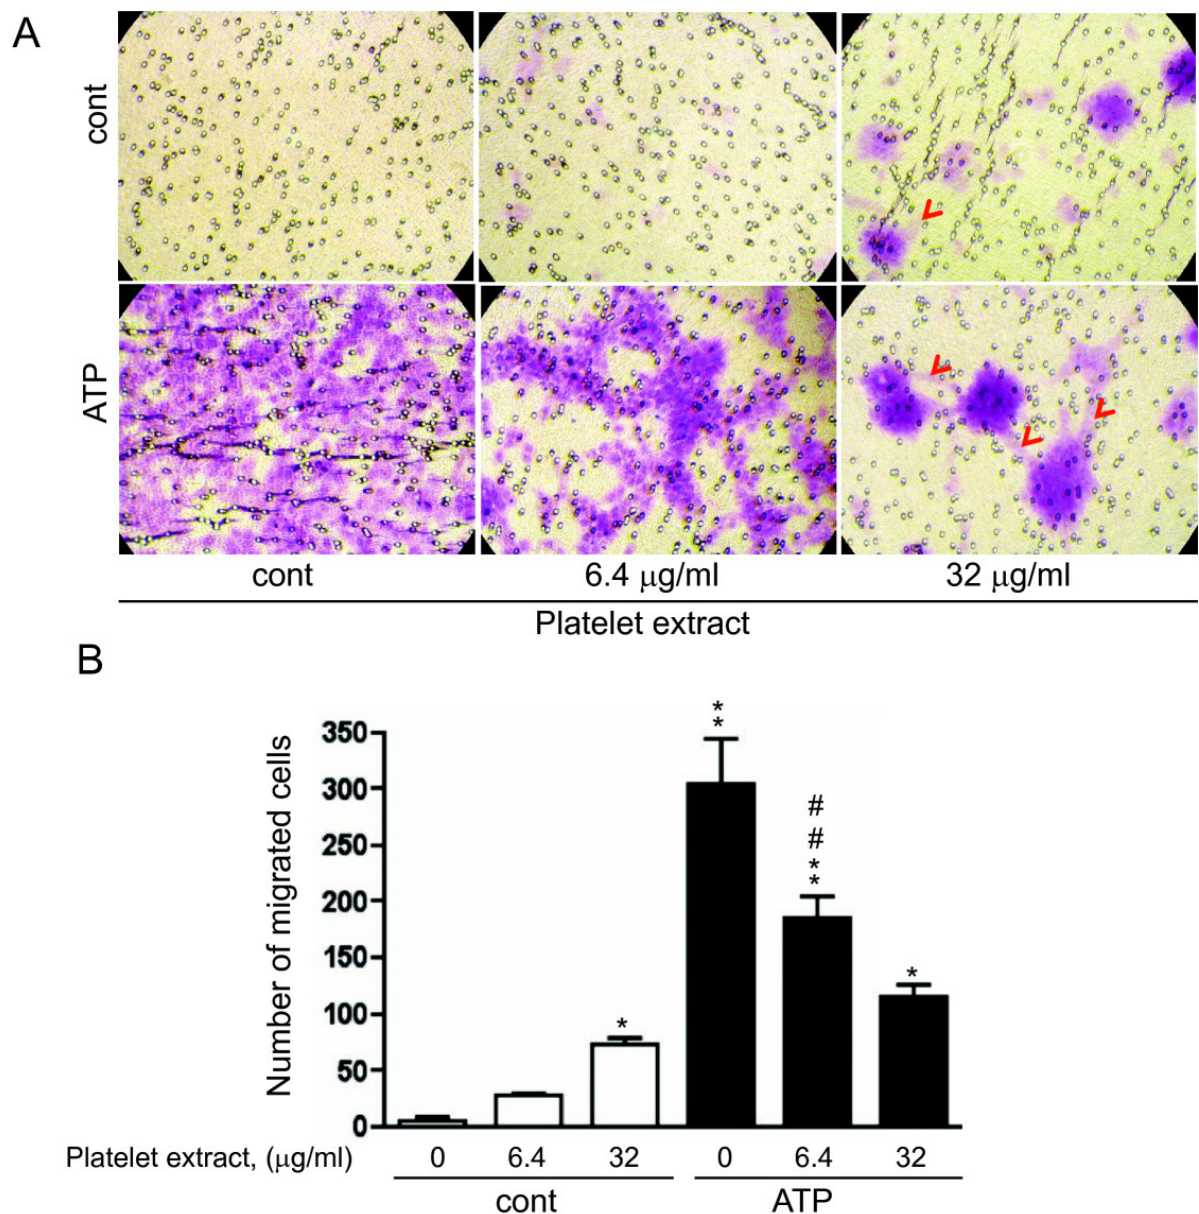 A
cont
ATP
cont 6.4 μg/ml 32 μg/ml
Platelet extract
B
Number of migrated cells
350
300
250
200
150
100
50
0
*
*
*
#
#
*
*
*
Platelet extract, (μg/ml) 0 6.4 32 0 6.4 32
cont ATP